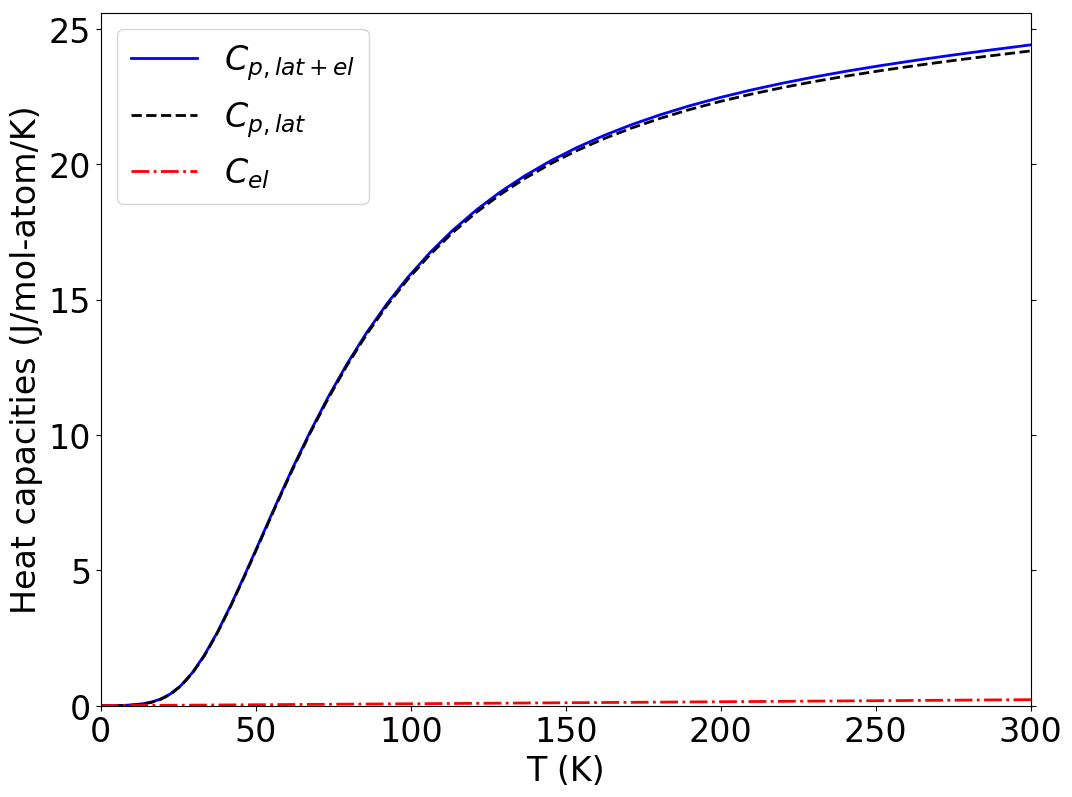 25
20
15
10
5
0
Heat capacities (J/mol-atom/K)
C_{p, lat+el}
C_{p, lat}
C_{el}
0 50 100 150 200 250 300
T (K)